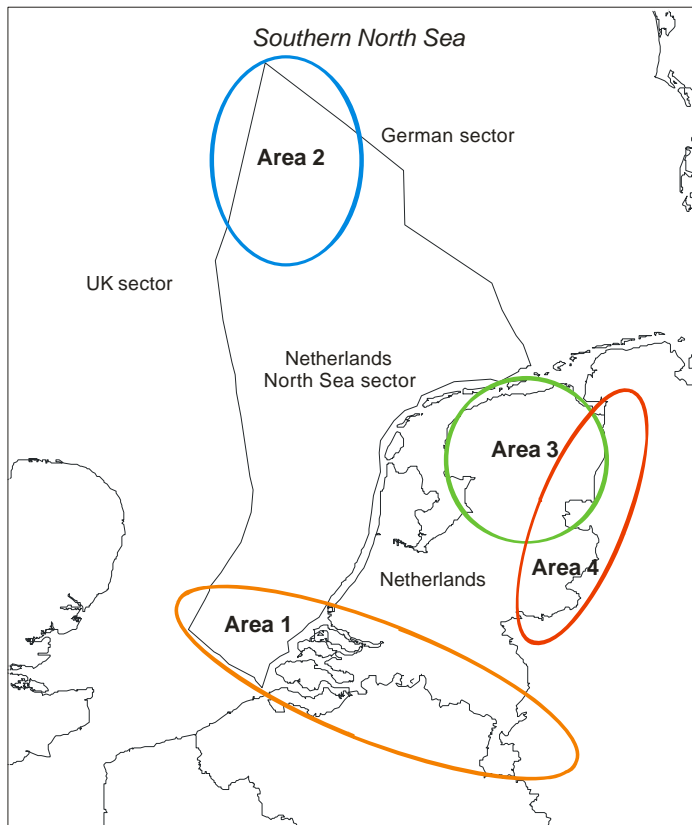 Southern North Sea
German sector
Area 2
UK sector
Netherlands
North Sea sector
Area 3
Area 4
Netherlands
Area 1